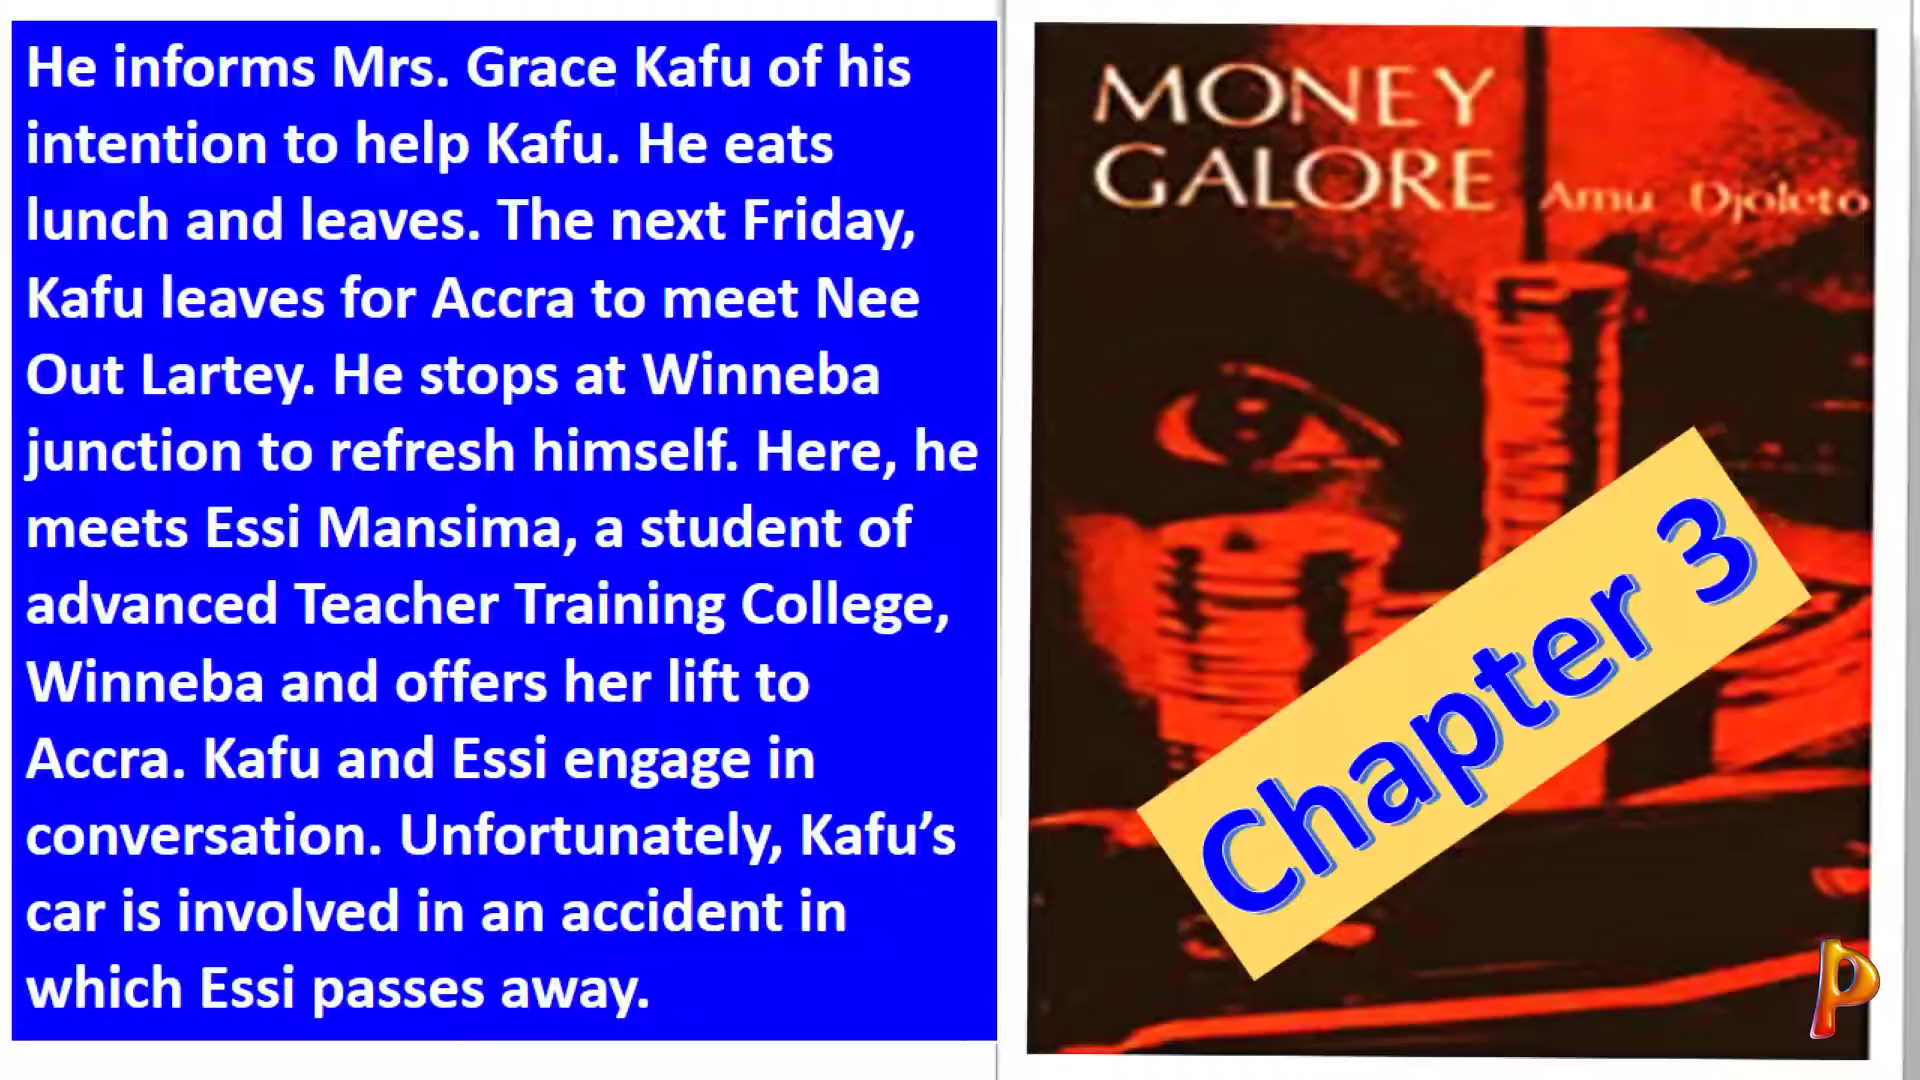 He informs Mrs. Grace Kafu of his
intention to help Kafu. He eats
lunch and leaves. The next Friday,
Kafu leaves for Accra to meet Nee
Out Lartey. He stops at Winneba
junction to refresh himself. Here, he
meets Essi Mansima, a student of
advanced Teacher Training College,
Winneba and offers her lift to
Accra. Kafu and Essi engage in
conversation. Unfortunately, Kafu’s
car is involved in an accident in
which Essi passes away.
MONEY
GALORE Amu Djoleto
Chapter 3
P